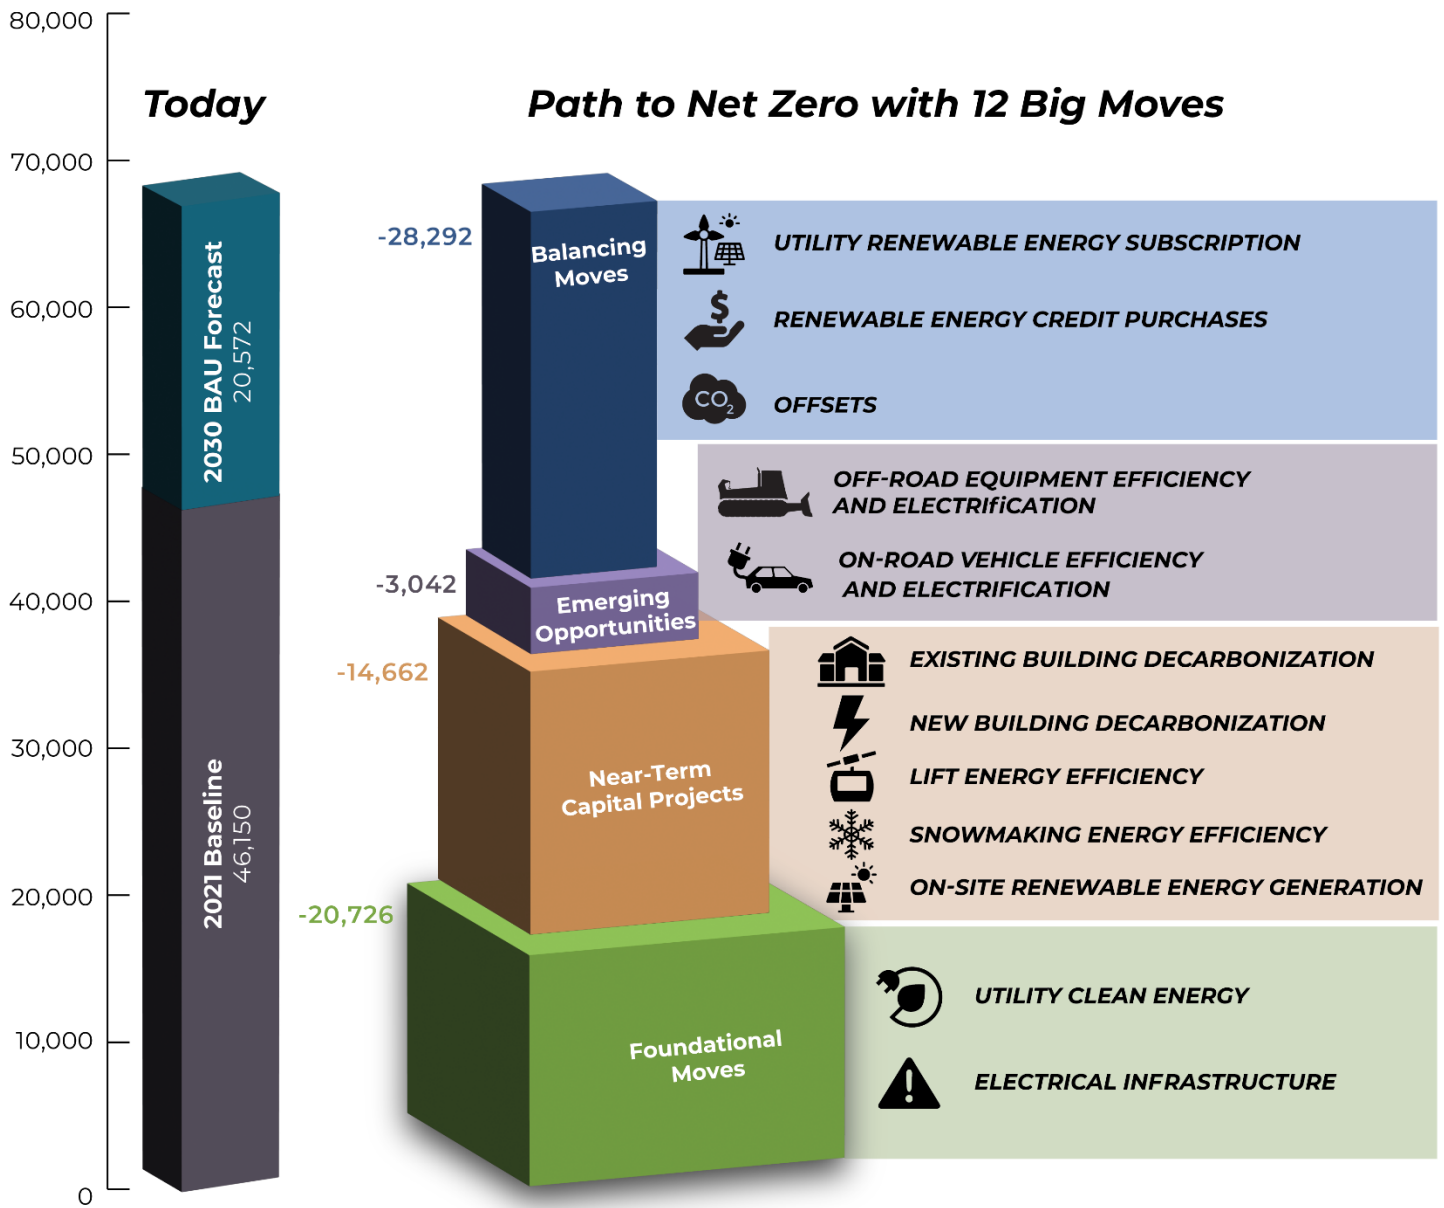 80,000
70,000
60,000
50,000
40,000
30,000
20,000
10,000
0
Today
2030 BAU Forecast
20,572
2021 Baseline
46,150
Path to Net Zero with 12 Big Moves
-28,292
Balancing
Moves
UTILITY RENEWABLE ENERGY SUBSCRIPTION
$
RENEWABLE ENERGY CREDIT PURCHASES
CO2
OFFSETS
-3,042
Emerging
Opportunities
OFF-ROAD EQUIPMENT EFFICIENCY
AND ELECTRIfiCATION
ON-ROAD VEHICLE EFFICIENCY
AND ELECTRIFICATION
-14,662
Near-Term
Capital Projects
EXISTING BUILDING DECARBONIZATION
NEW BUILDING DECARBONIZATION
LIFT ENERGY EFFICIENCY
SNOWMAKING ENERGY EFFICIENCY
ON-SITE RENEWABLE ENERGY GENERATION
-20,726
Foundational
Moves
UTILITY CLEAN ENERGY
ELECTRICAL INFRASTRUCTURE